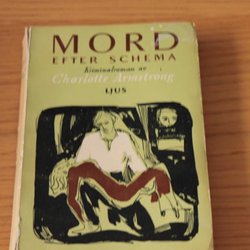 MORD
EFTER SCHEMA
kriminalroman av
Charlotte Armstrong
LJUS